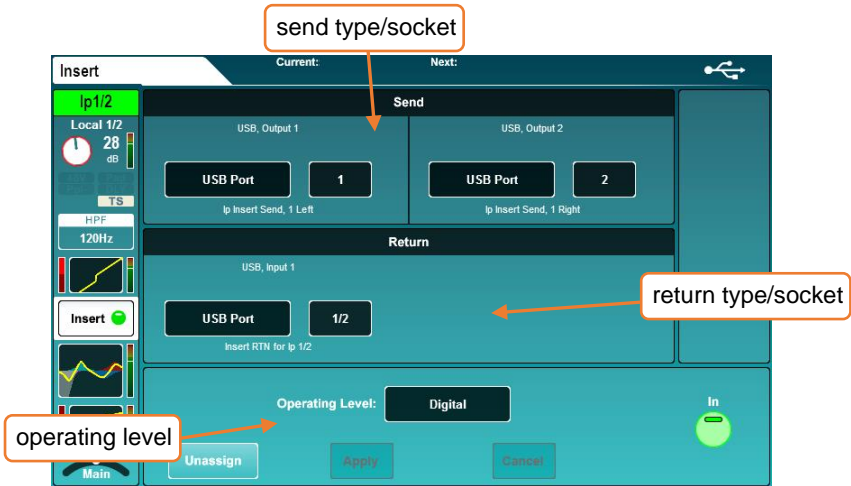 send type/socket
Insert
Current:
Next:
Ip1/2
Send
Local 1/2
28
dB
USB, Output 1
USB, Output 2
USB Port
1
USB Port
2
Ip Insert Send, 1 Left
Ip Insert Send, 1 Right
TS
HPF
120Hz
Return
USB, Input 1
return type/socket
Insert
USB Port
1/2
Insert RTN for Ip 1/2
Operating Level:
Digital
In
operating level
Unassign
Apply
Cancel
Main